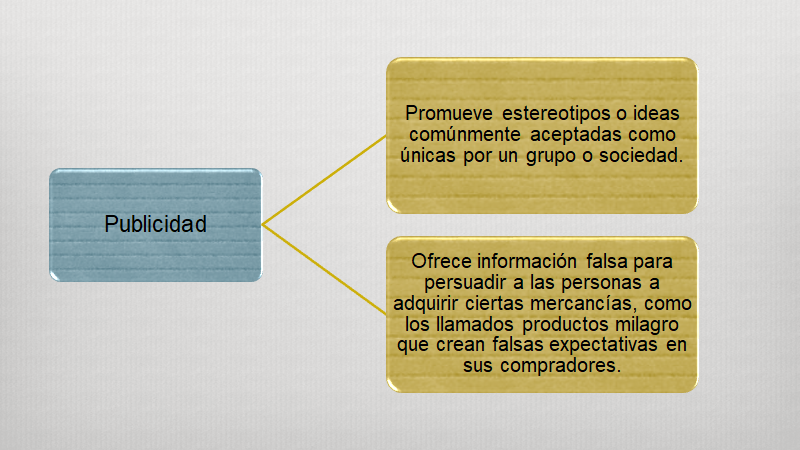 Publicidad
Promueve estereotipos o ideas
comúnmente aceptadas como
únicas por un grupo o sociedad.
Ofrece información falsa para
persuadir a las personas a
adquirir ciertas mercancías, como
los llamados productos milagro
que crean falsas expectativas en
sus compradores.